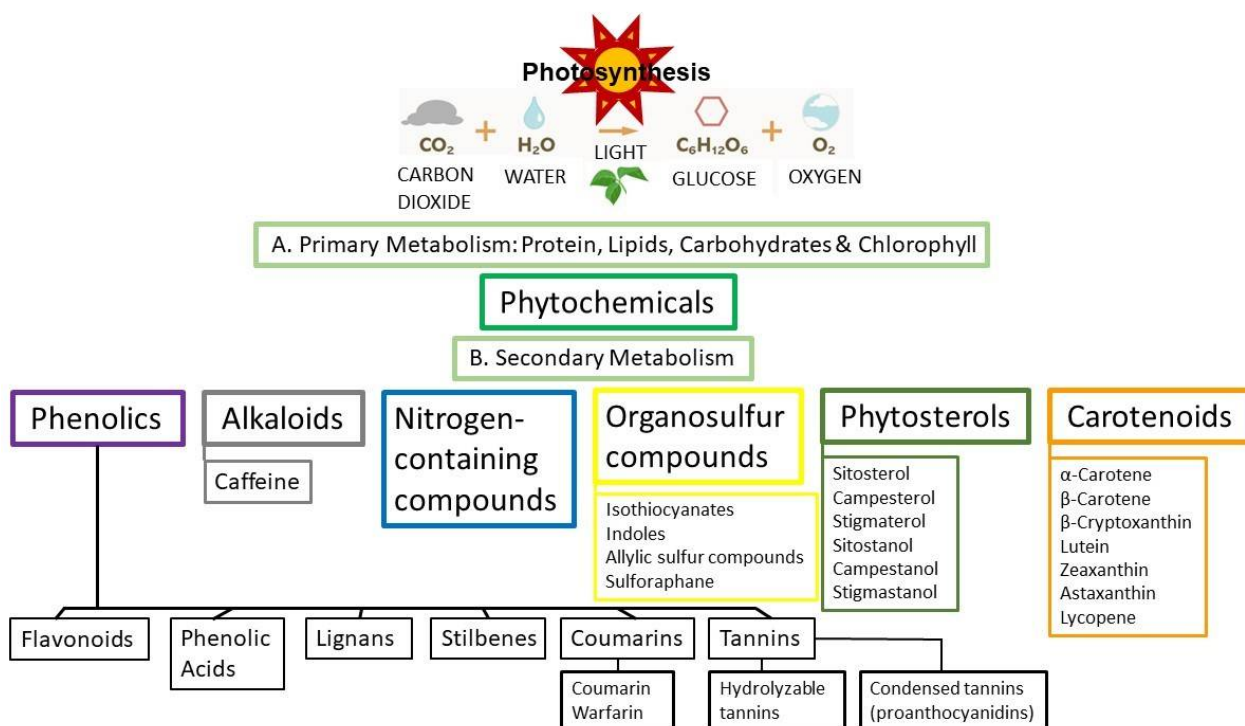 Photosynthesis
CO₂ + H₂O → C₆H₁₂O₆ + O₂
LIGHT
CARBON
DIOXIDE
WATER
GLUCOSE
OXYGEN
A. Primary Metabolism: Protein, Lipids, Carbohydrates & Chlorophyll
Phytochemicals
B. Secondary Metabolism
Phenolics
Alkaloids
Caffeine
Nitrogen-
containing
compounds
Organosulfur
compounds
Isothiocyanates
Indoles
Allylic sulfur compounds
Sulforaphane
Phytosterols
Sitosterol
Campesterol
Stigmaterol
Sitostanol
Campestanol
Stigmastanol
Carotenoids
α-Carotene
β-Carotene
β-Cryptoxanthin
Lutein
Zeaxanthin
Astaxanthin
Lycopene
Flavonoids
Phenolic
Acids
Lignans
Stilbenes
Coumarins
Tannins
Coumarin
Warfarin
Hydrolyzable
tannins
Condensed tannins
(proanthocyanidins)